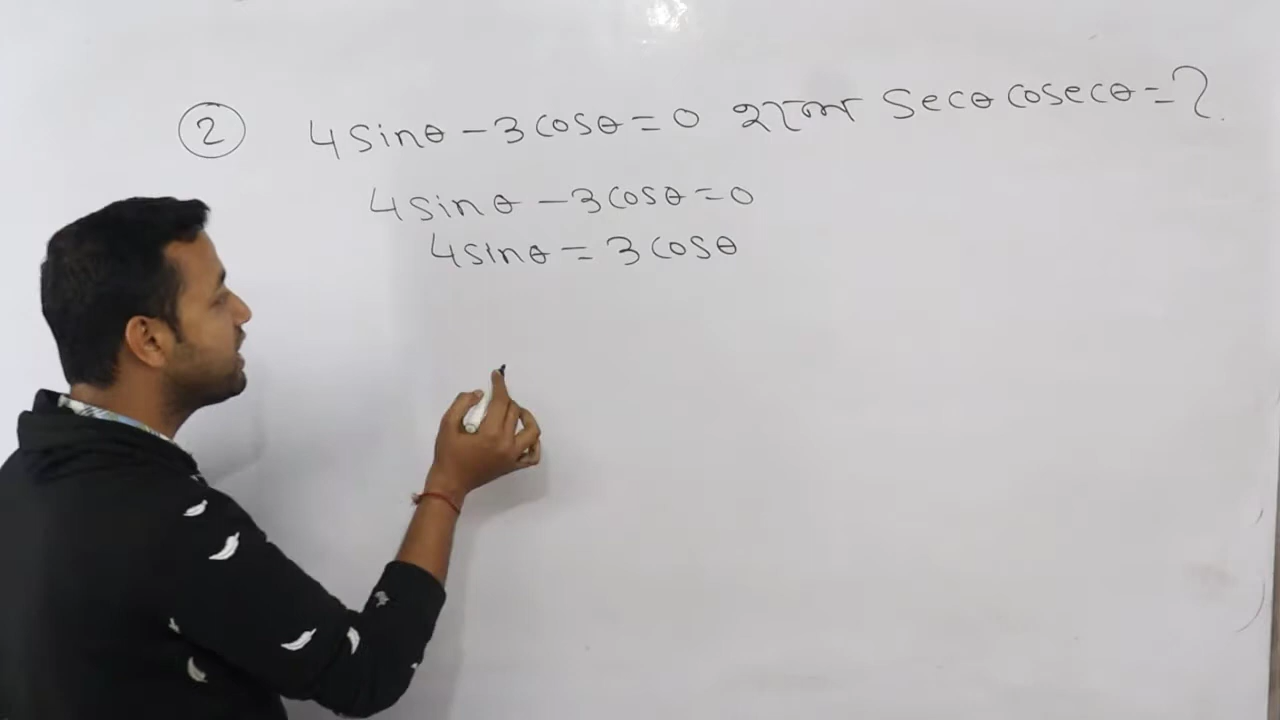 ② 4sinθ - 3cosθ = 0 হলে secθ cosecθ = ?
4sinθ - 3cosθ = 0
4sinθ = 3cosθ